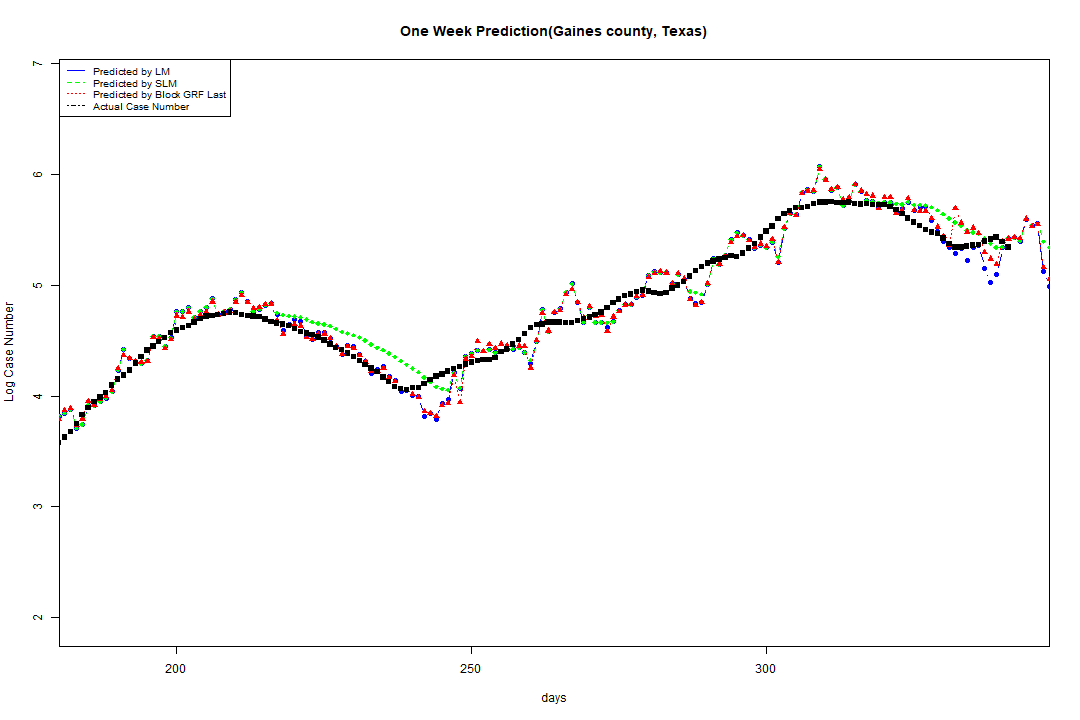 One Week Prediction(Gaines county, Texas)
7
Predicted by LM
Predicted by SLM
Predicted by Block GRF Last
Actual Case Number
6
5
4
3
2
Log Case Number
200
250
300
days